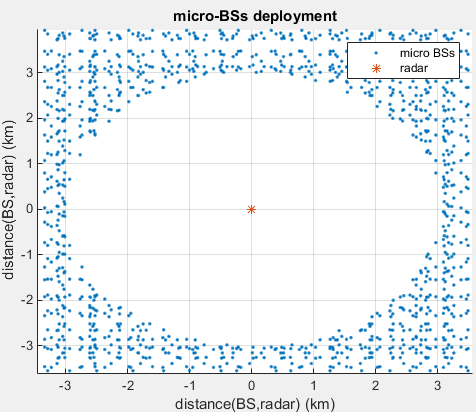 micro-BSs deployment
micro BSs
radar
3
2
1
0
-1
-2
-3
distance(BS,radar) (km)
-3 -2 -1 0 1 2 3
distance(BS,radar) (km)